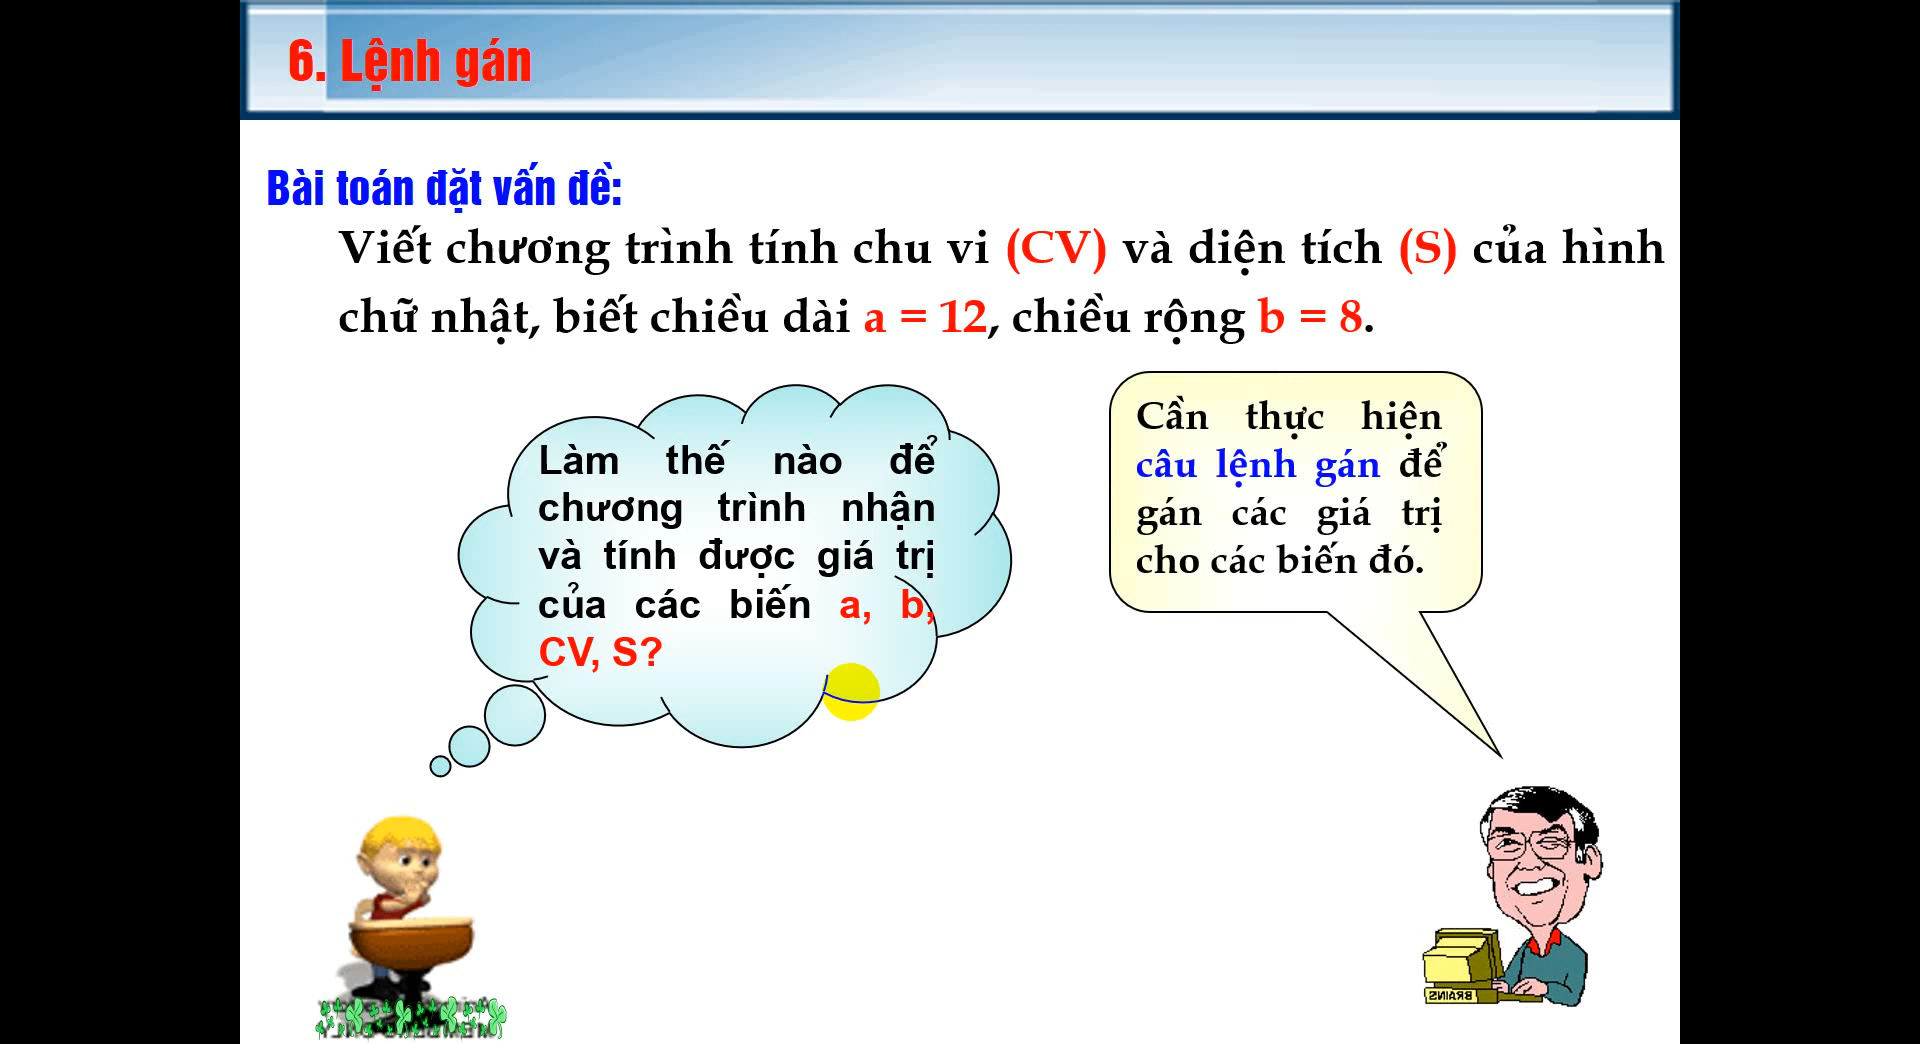 6. Lệnh gán
Bài toán đặt vấn đề:
Viết chương trình tính chu vi (CV) và diện tích (S) của hình
chữ nhật, biết chiều dài a = 12, chiều rộng b = 8.
Làm thế nào để
chương trình nhận
và tính được giá trị
của các biến a, b,
CV, S?
Cần thực hiện
câu lệnh gán để
gán các giá trị
cho các biến đó.
BRAINS